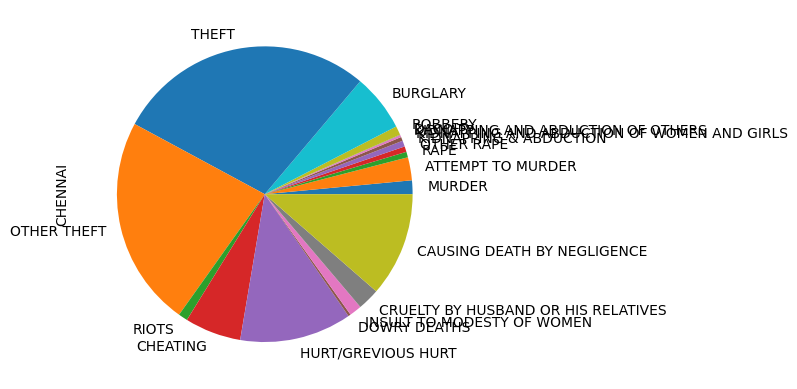 THEFT
BURGLARY
ROBBERY
KIDNAPPING AND ABDUCTION OF OTHERS
KIDNAPPING AND ABDUCTION OF WOMEN AND GIRLS
KIDNAPPING & ABDUCTION
OTHER RAPE
RAPE
ATTEMPT TO MURDER
MURDER
CHENNAI
OTHER THEFT
CAUSING DEATH BY NEGLIGENCE
CRUELTY BY HUSBAND OR HIS RELATIVES
INSULT TO MODESTY OF WOMEN
DOWRY DEATHS
RIOTS
CHEATING
HURT/GREVIOUS HURT